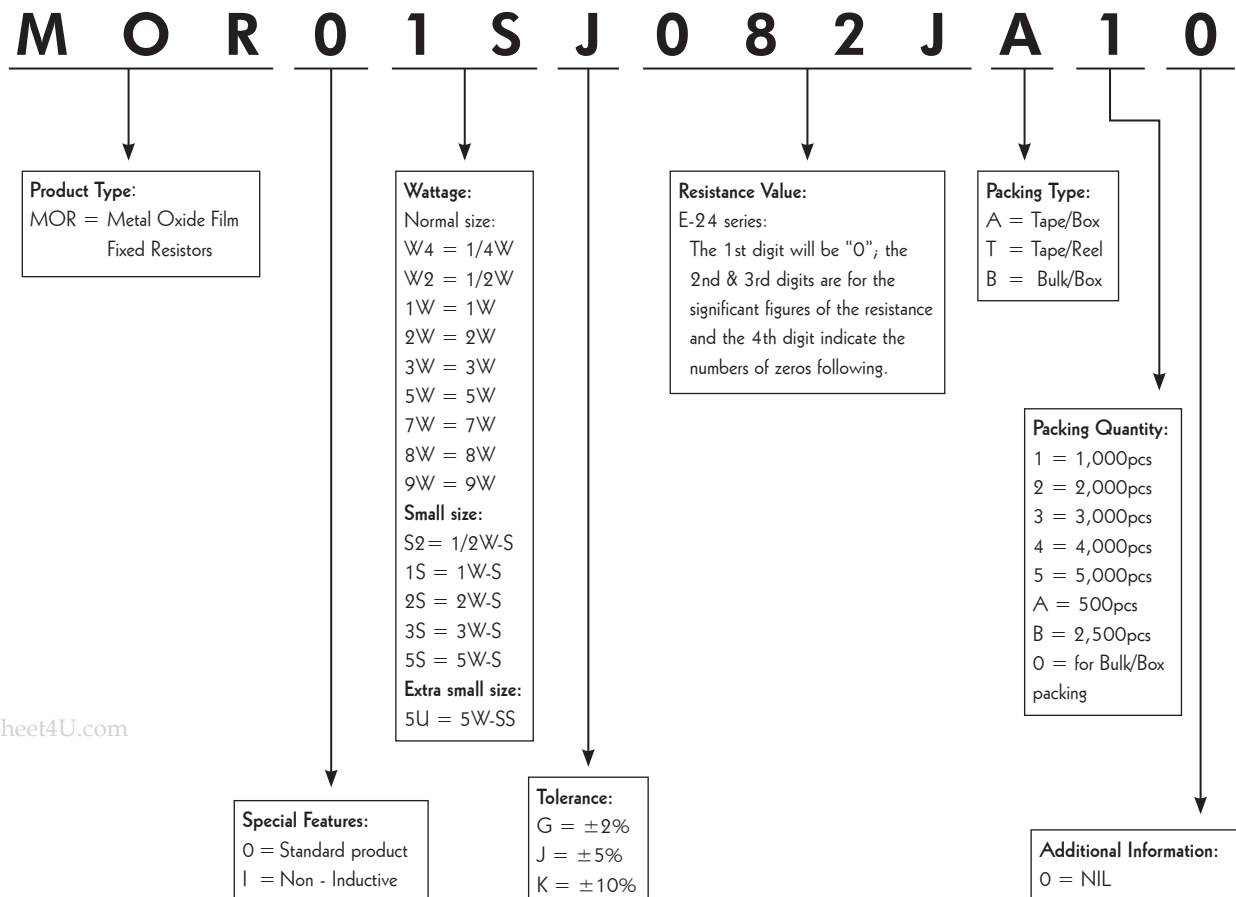 M O R 0 1 S J 0 8 2 J A 1 0
Product Type:
MOR = Metal Oxide Film
Fixed Resistors
Wattage:
Normal size:
W4 = 1/4W
W2 = 1/2W
1W = 1W
2W = 2W
3W = 3W
5W = 5W
7W = 7W
8W = 8W
9W = 9W
Small size:
S2= 1/2W-S
1S = 1W-S
2S = 2W-S
3S = 3W-S
5S = 5W-S
Extra small size:
5U = 5W-SS
Resistance Value:
E-24 series:
The 1st digit will be “0”; the
2nd & 3rd digits are for the
significant figures of the resistance
and the 4th digit indicate the
numbers of zeros following.
Packing Type:
A = Tape/Box
T = Tape/Reel
B = Bulk/Box
Packing Quantity:
1 = 1,000pcs
2 = 2,000pcs
3 = 3,000pcs
4 = 4,000pcs
5 = 5,000pcs
A = 500pcs
B = 2,500pcs
0 = for Bulk/Box
packing
heet4U.com
Special Features:
0 = Standard product
I = Non - Inductive
Tolerance:
G = ±2%
J = ±5%
K = ±10%
Additional Information:
0 = NIL